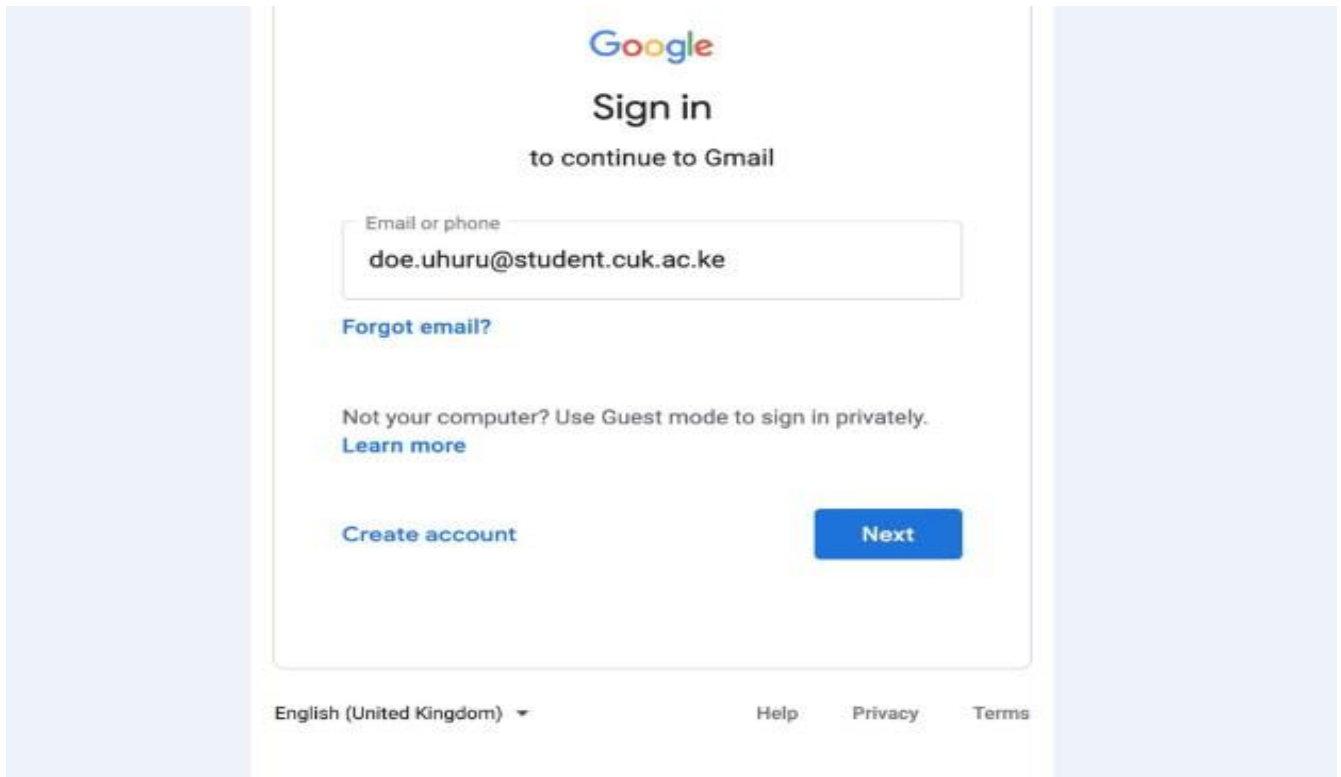 Google
Sign in
to continue to Gmail
Email or phone
doe.uhuru@student.cuk.ac.ke
Forgot email?
Not your computer? Use Guest mode to sign in privately.
Learn more
Create account
Next
English (United Kingdom)
Help Privacy Terms